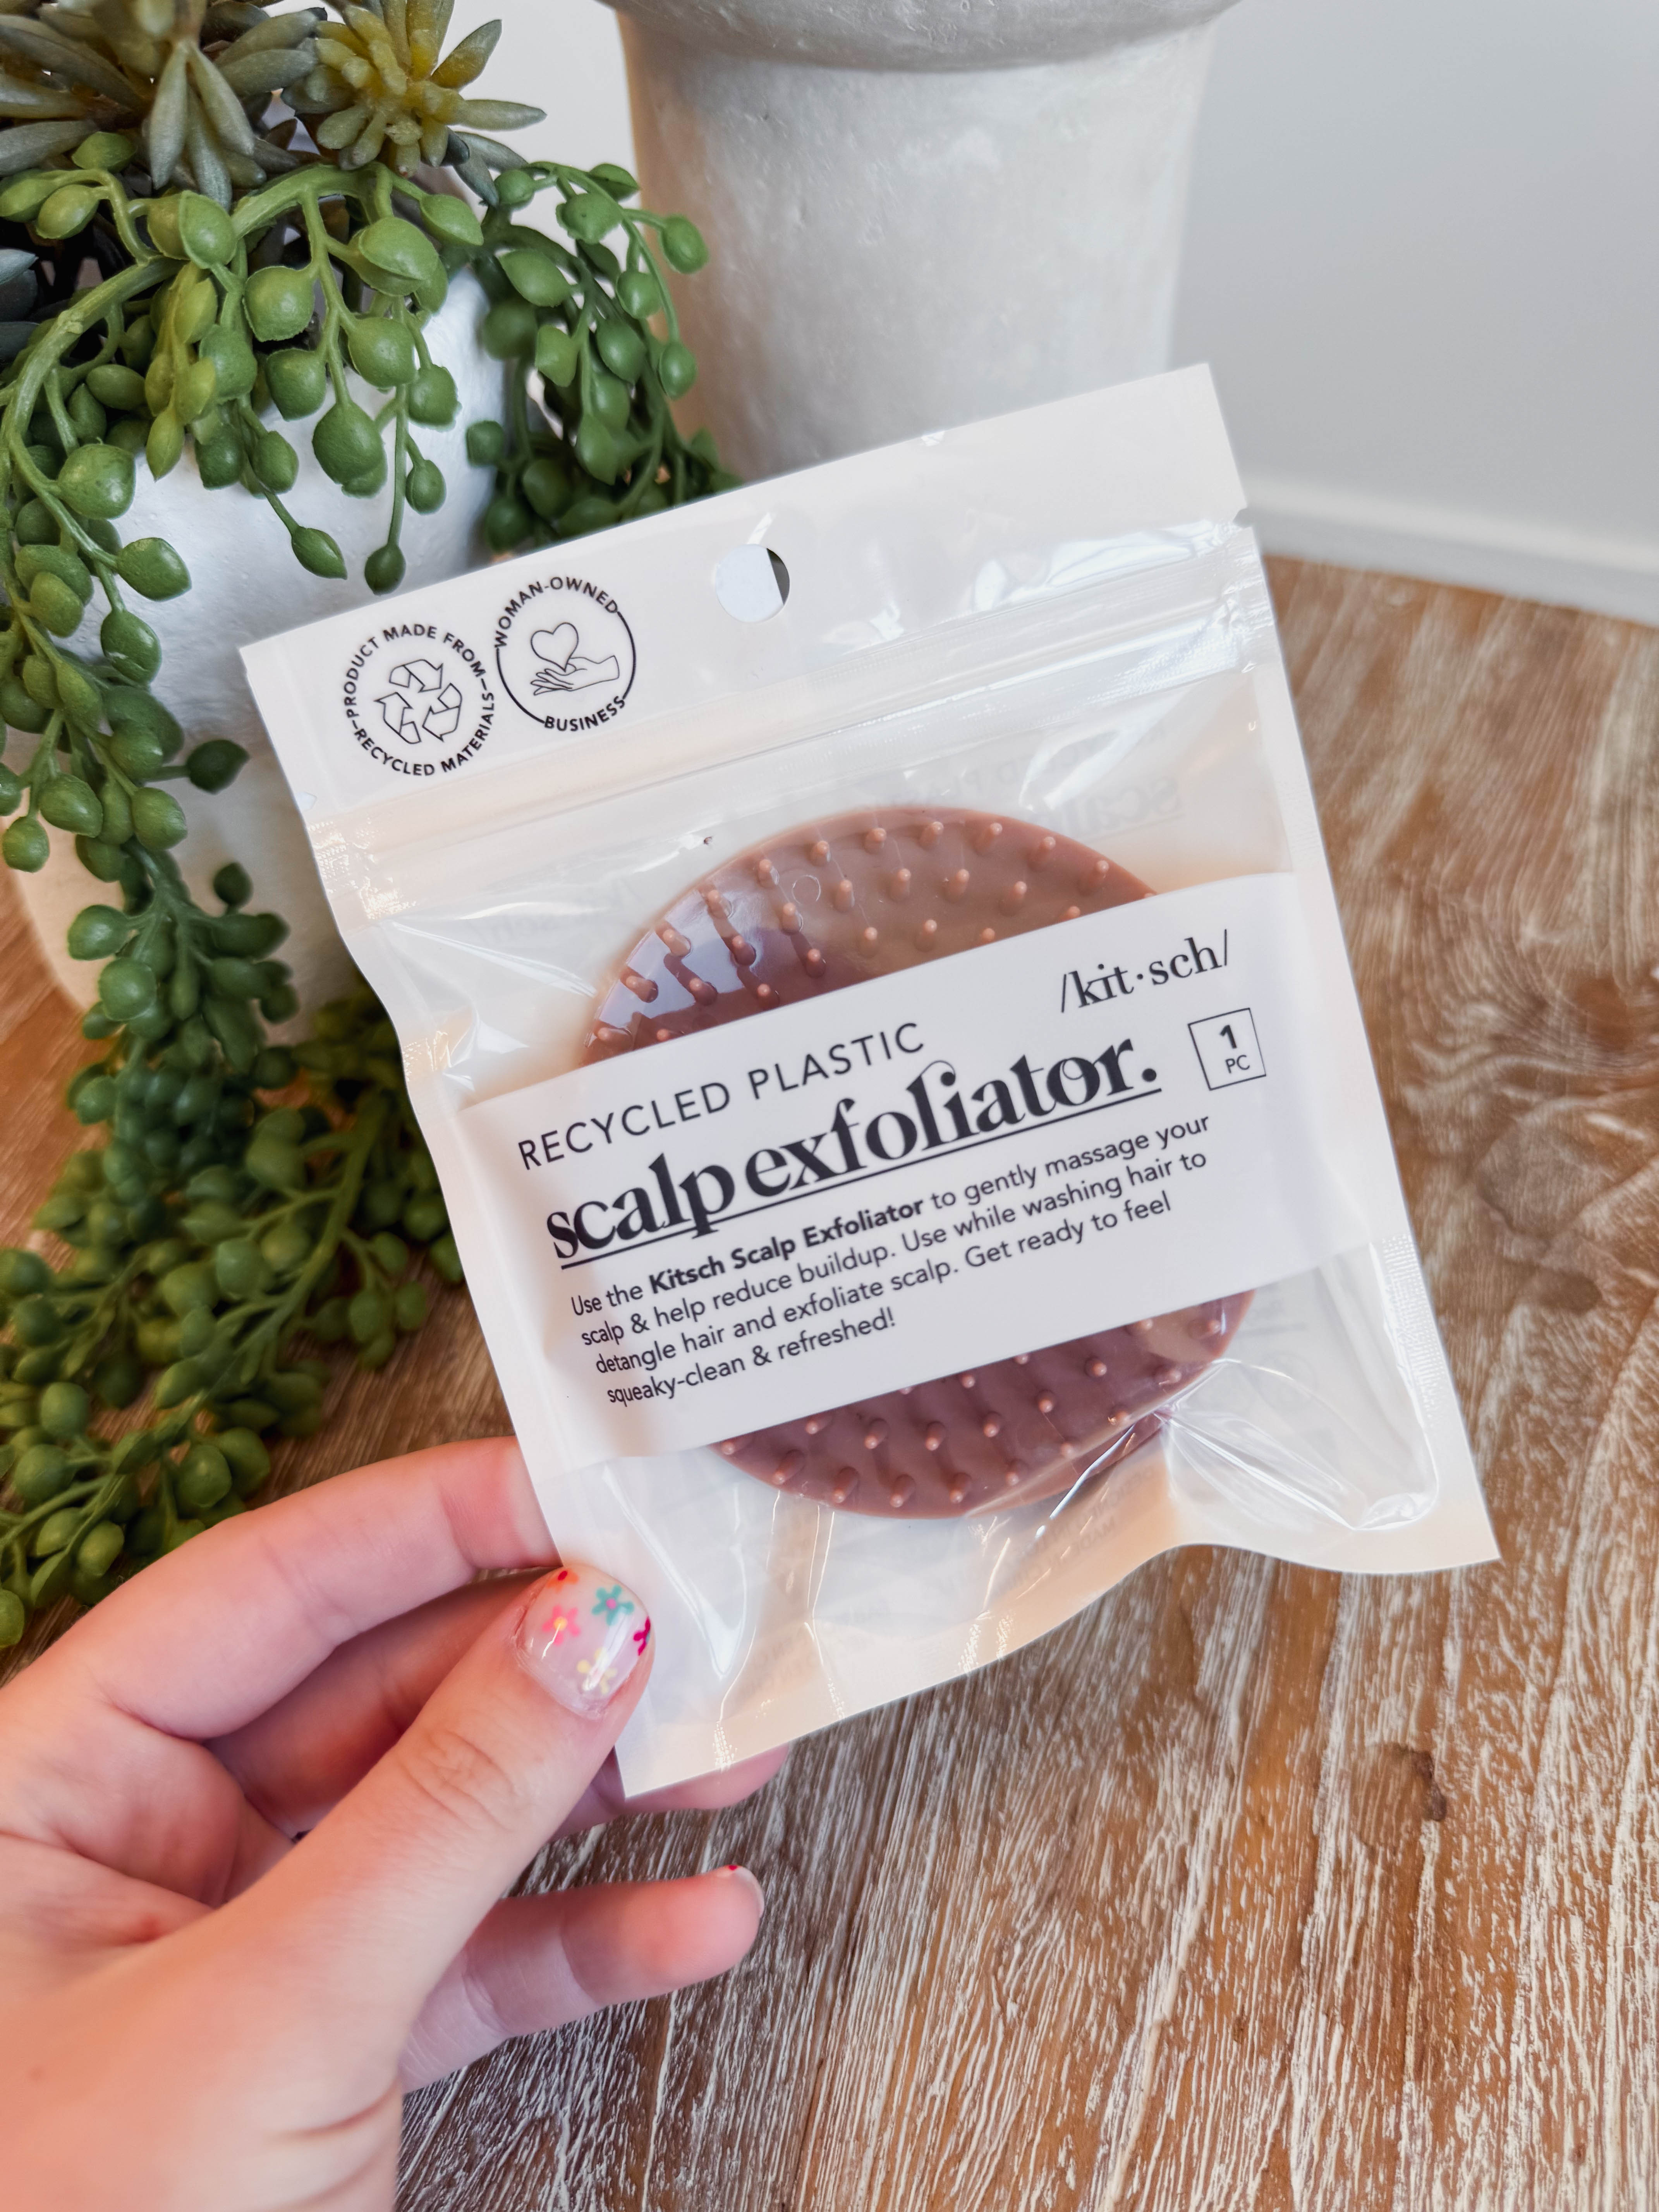 PRODUCT MADE FROM
RECYCLED MATERIALS
WOMAN-OWNED
BUSINESS
/kit·sch/
RECYCLED PLASTIC
scalp exfoliator.
1
PC
Use the Kitsch Scalp Exfoliator to gently massage your
scalp & help reduce buildup. Use while washing hair to
detangle hair and exfoliate scalp. Get ready to feel
squeaky-clean & refreshed!